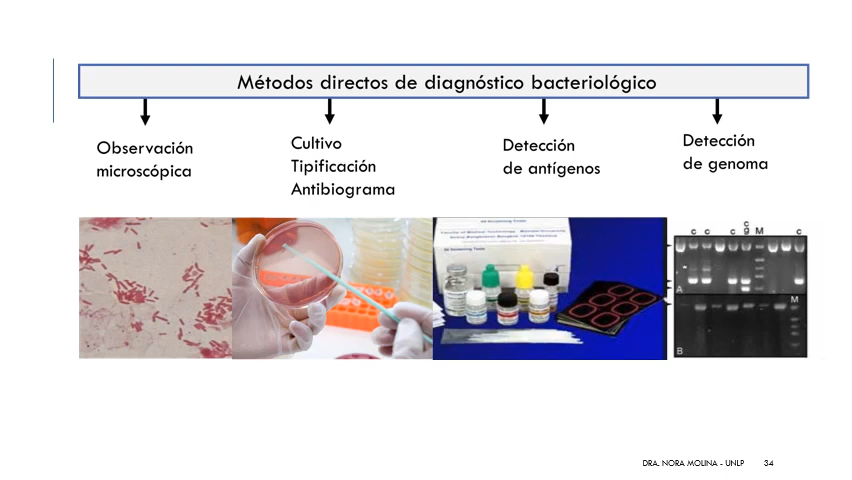 Métodos directos de diagnóstico bacteriológico
Observación
microscópica
Cultivo
Tipificación
Antibiograma
Detección
de antígenos
Detección
de genoma
c c c c g M c
A
M
B
DRA. NORA MOLINA - UNLP 34